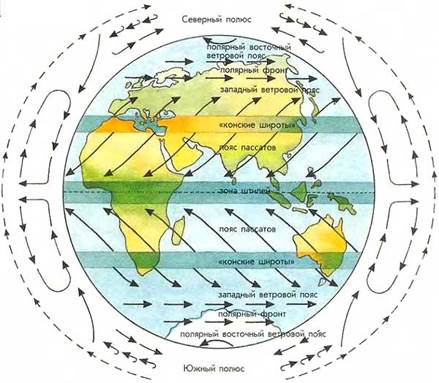 Северный полюс
полярный восточный
ветровой пояс
полярный фронт
западный ветровой пояс
«конские широты»
пояс пассатов
зона штилей
пояс пассатов
«конские широты»
западный ветровой пояс
полярный фронт
полярный восточный ветровой пояс
Южный полюс